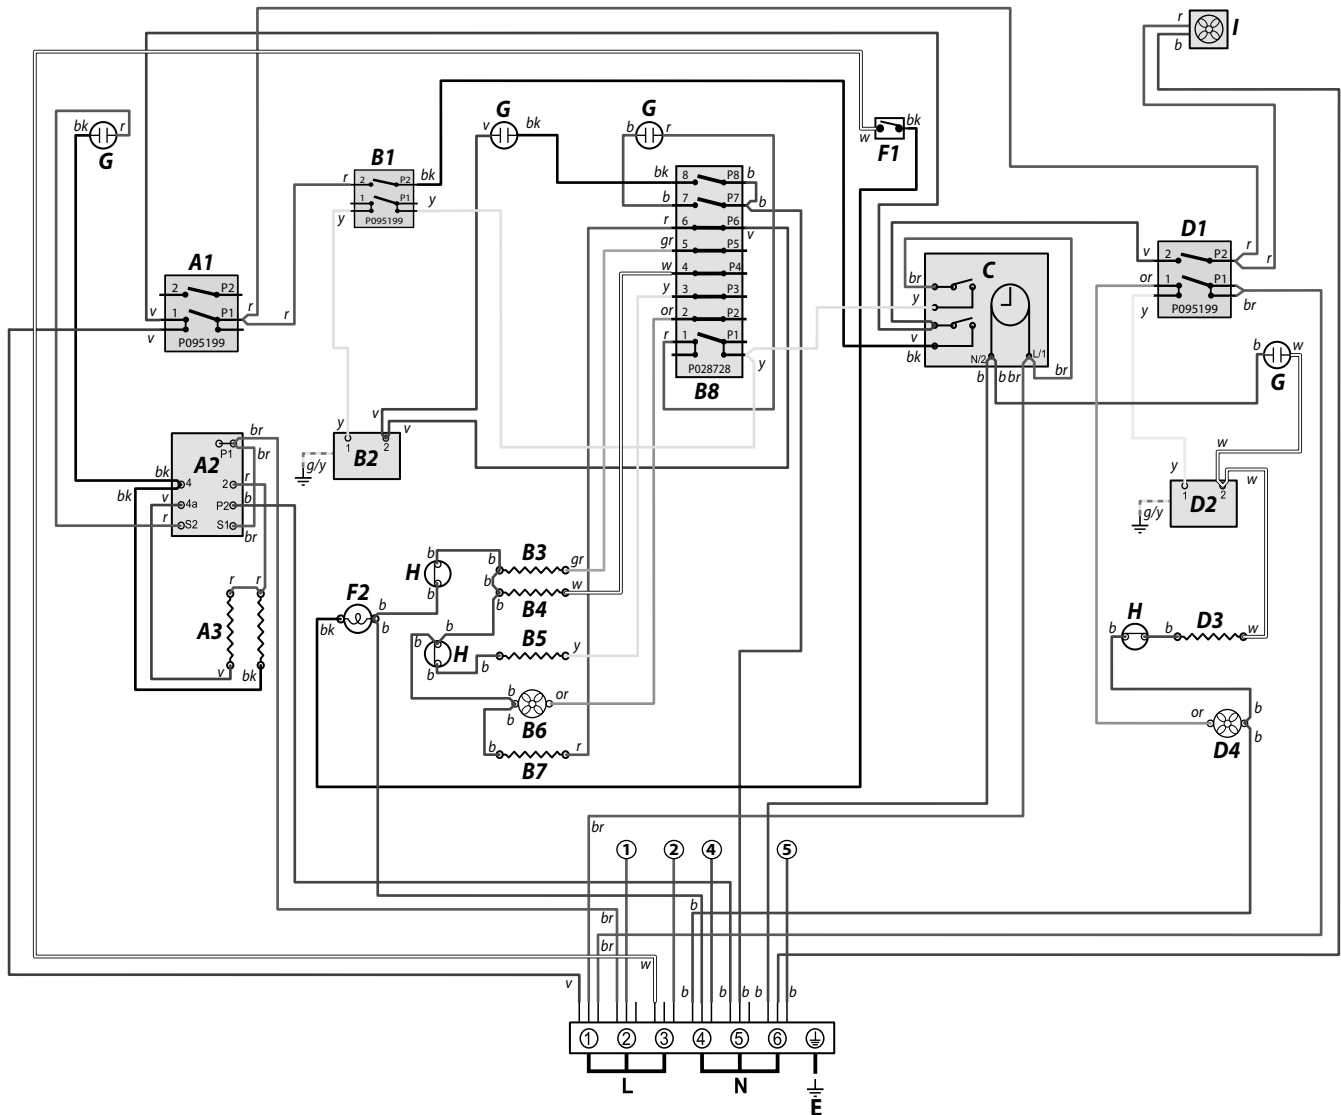 r
I
b
bk
r
G
v
G
bk
G
b
r
bk
w
F1
B1
r
2
P2
bk
1
P1
y
y
P095199
bk
8
P8
b
b
7
P7
b
r
6
P6
v
gr
5
P5
w
4
P4
y
3
P3
or
2
P2
r
1
P1
y
P028728
B8
A1
2
P2
r
v
1
P1
r
v
P095199
C
br
y
v
bk
N/2
L/1
b
b
br
br
D1
v
2
P2
r
r
or
1
P1
br
y
P095199
b
w
G
y
v
v
1
2
B2
g/y
br
P1
br
A2
bk
4
2
r
bk
v
4a
P2
b
r
S2
S1
br
w
y
w
1
2
D2
g/y
r
r
A3
v
bk
b
H
b
b
B3
gr
b
w
b
B4
F2
b
bk
b
b
b
H
b
b
B5
y
b
or
b
B6
b
r
B7
H
D3
b
b
w
or
b
D4
b
br
1
2
4
5
b
br
br
w
v
b
b
b
b
b
1
2
3
4
5
6
L
N
E